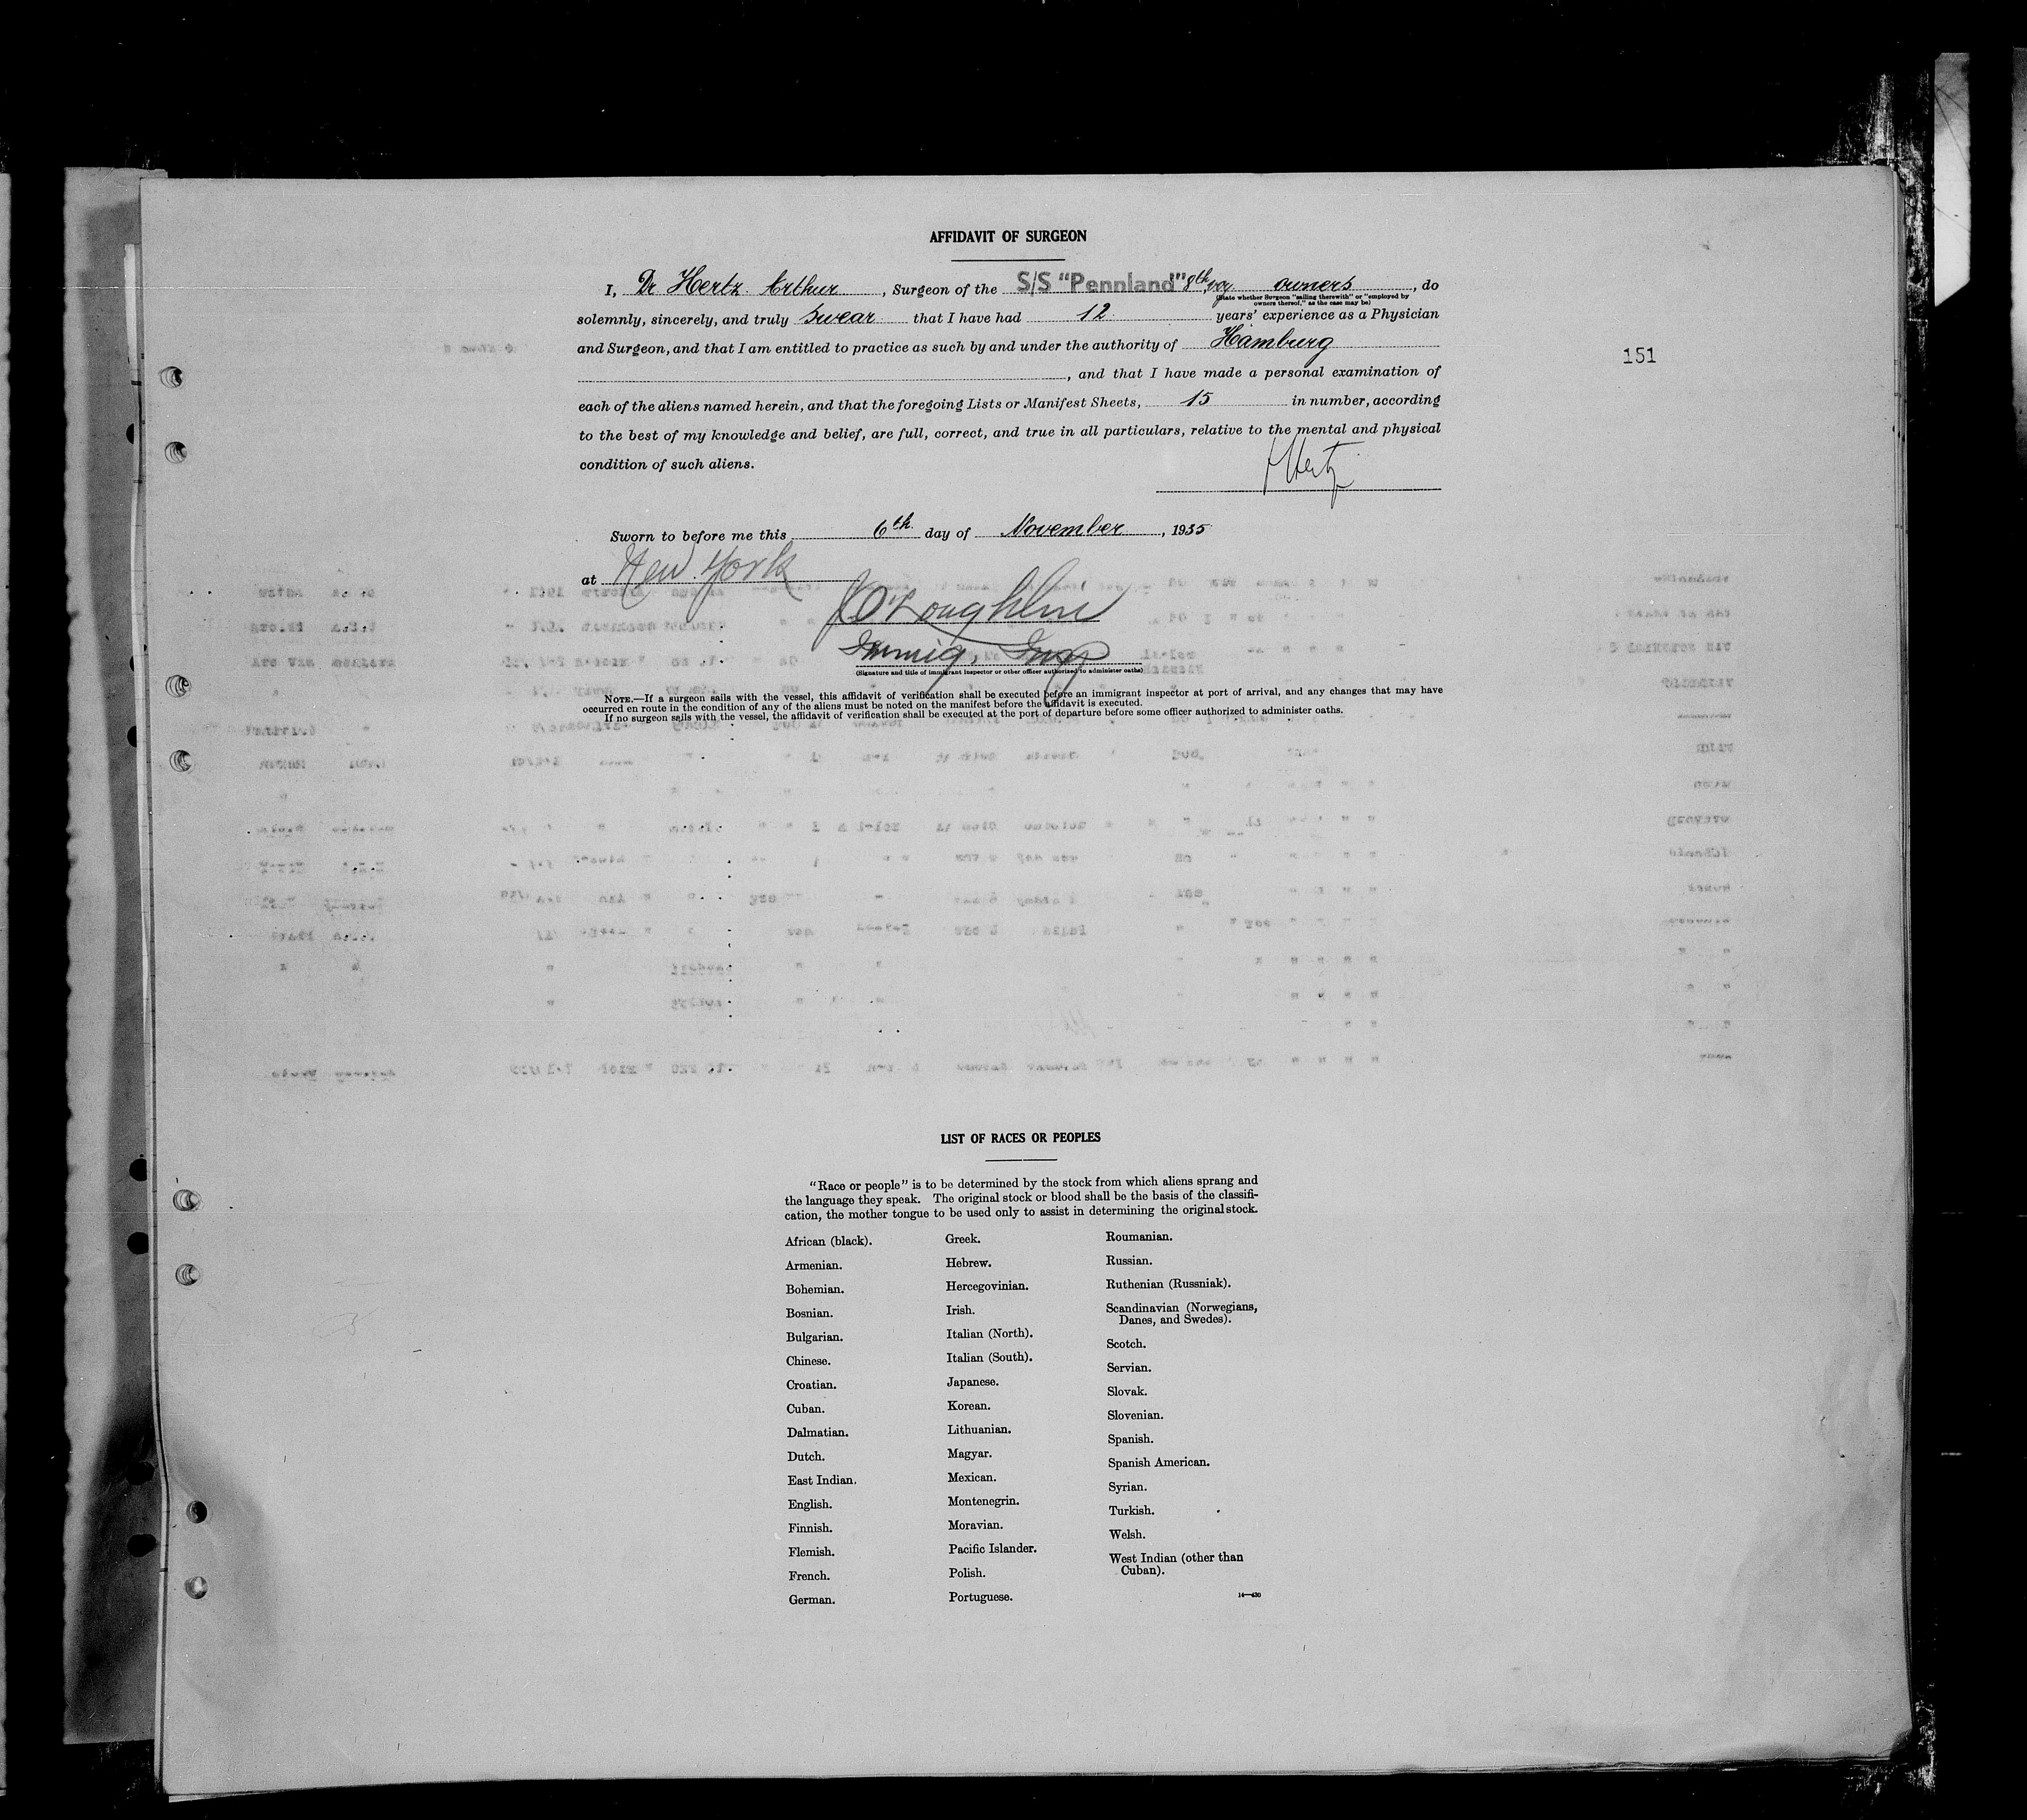 AFFIDAVIT OF SURGEON
I, Dr Hertz Arthur, Surgeon of the S/S "Pennland" 8th voy. owners, do
(State whether Surgeon "sailing therewith" or "employed by
owners thereof," as the case may be)
solemnly, sincerely, and truly swear that I have had 12 years' experience as a Physician
and Surgeon, and that I am entitled to practice as such by and under the authority of Hamburg
151
, and that I have made a personal examination of
each of the aliens named herein, and that the foregoing Lists or Manifest Sheets, 15 in number, according
to the best of my knowledge and belief, are full, correct, and true in all particulars, relative to the mental and physical
condition of such aliens.
Hertz
Sworn to before me this 6th day of November, 1935
at New York
J O'Loughlin
Immig. Insp
(Signature and title of immigrant inspector or other officer authorized to administer oaths)
NOTE.—If a surgeon sails with the vessel, this affidavit of verification shall be executed before an immigrant inspector at port of arrival, and any changes that may have
occurred en route in the condition of any of the aliens must be noted on the manifest before the affidavit is executed.
If no surgeon sails with the vessel, the affidavit of verification shall be executed at the port of departure before some officer authorized to administer oaths.
LIST OF RACES OR PEOPLES
"Race or people" is to be determined by the stock from which aliens sprang and
the language they speak. The original stock or blood shall be the basis of the classifi-
cation, the mother tongue to be used only to assist in determining the original stock.
African (black).
Armenian.
Bohemian.
Bosnian.
Bulgarian.
Chinese.
Croatian.
Cuban.
Dalmatian.
Dutch.
East Indian.
English.
Finnish.
Flemish.
French.
German.
Greek.
Hebrew.
Hercegovinian.
Irish.
Italian (North).
Italian (South).
Japanese.
Korean.
Lithuanian.
Magyar.
Mexican.
Montenegrin.
Moravian.
Pacific Islander.
Polish.
Portuguese.
Roumanian.
Russian.
Ruthenian (Russniak).
Scandinavian (Norwegians,
Danes, and Swedes).
Scotch.
Servian.
Slovak.
Slovenian.
Spanish.
Spanish American.
Syrian.
Turkish.
Welsh.
West Indian (other than
Cuban).
14—430